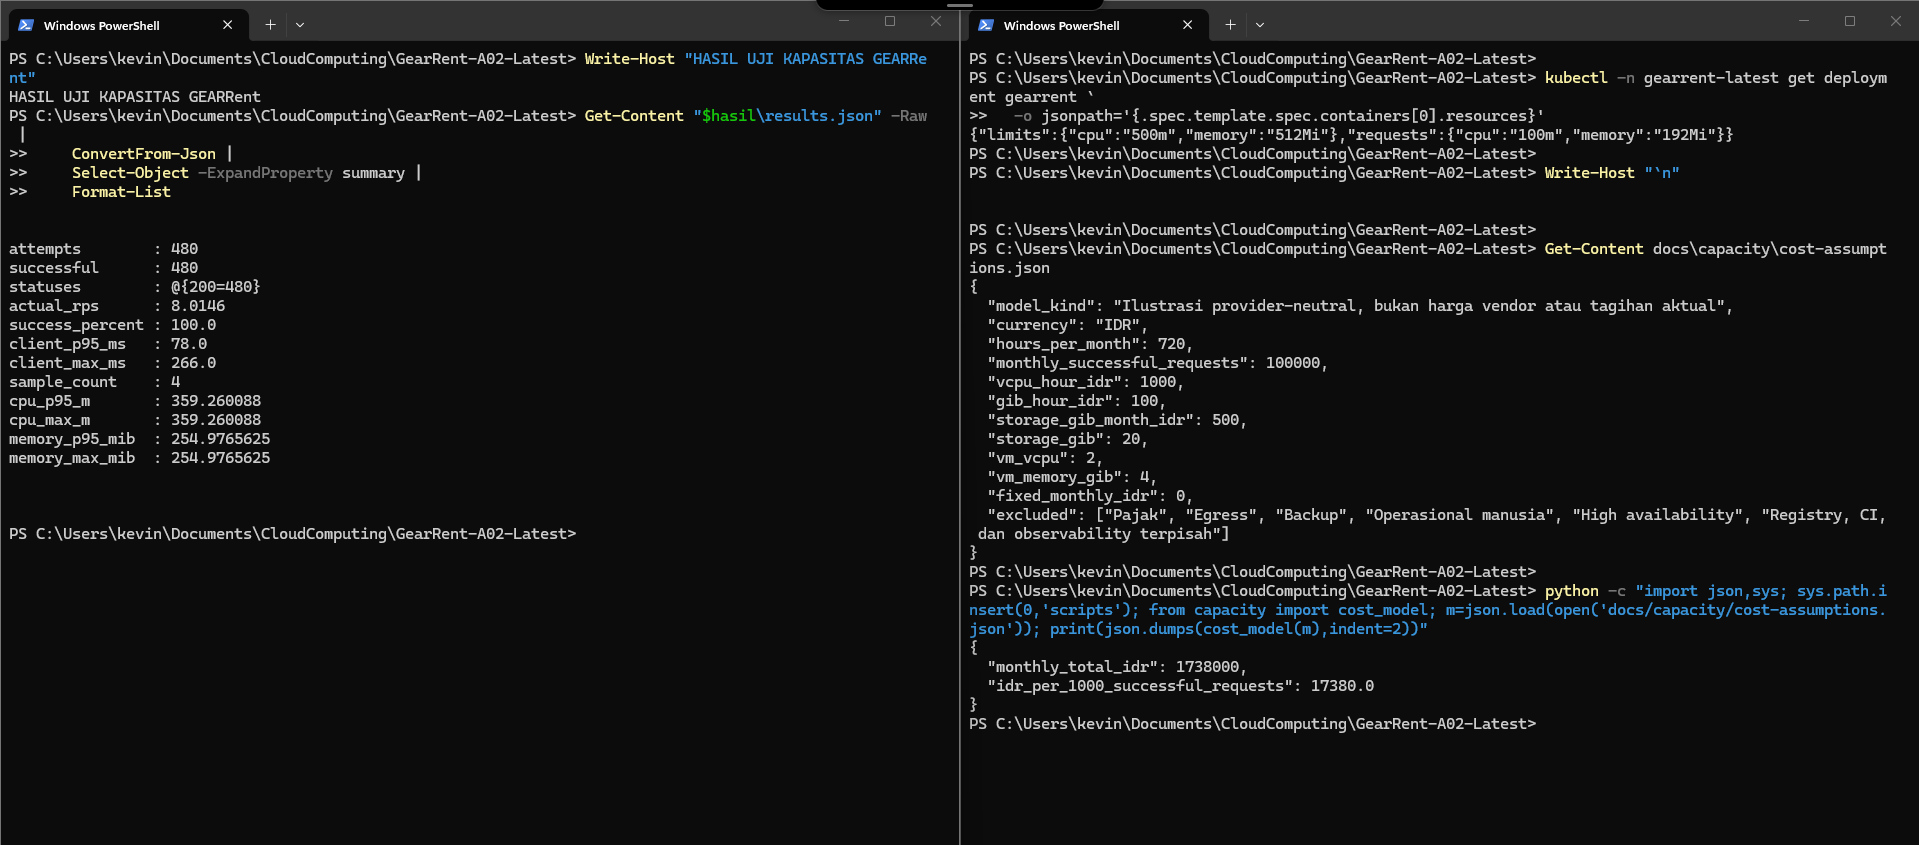 Windows PowerShell
PS C:\Users\kevin\Documents\CloudComputing\GearRent-A02-Latest> Write-Host "HASIL UJI KAPASITAS GEARRe
nt"
HASIL UJI KAPASITAS GEARRent
PS C:\Users\kevin\Documents\CloudComputing\GearRent-A02-Latest> Get-Content "$hasil\results.json" -Raw
 |
>>     ConvertFrom-Json |
>>     Select-Object -ExpandProperty summary |
>>     Format-List
attempts        : 480
successful      : 480
statuses        : @{200=480}
actual_rps      : 8.0146
success_percent : 100.0
client_p95_ms   : 78.0
client_max_ms   : 266.0
sample_count    : 4
cpu_p95_m       : 359.260088
cpu_max_m       : 359.260088
memory_p95_mib  : 254.9765625
memory_max_mib  : 254.9765625
PS C:\Users\kevin\Documents\CloudComputing\GearRent-A02-Latest>
Windows PowerShell
PS C:\Users\kevin\Documents\CloudComputing\GearRent-A02-Latest>
PS C:\Users\kevin\Documents\CloudComputing\GearRent-A02-Latest> kubectl -n gearrent-latest get deploym
ent gearrent `
>>   -o jsonpath='{.spec.template.spec.containers[0].resources}'
{"limits":{"cpu":"500m","memory":"512Mi"},"requests":{"cpu":"100m","memory":"192Mi"}}
PS C:\Users\kevin\Documents\CloudComputing\GearRent-A02-Latest>
PS C:\Users\kevin\Documents\CloudComputing\GearRent-A02-Latest> Write-Host "`n"
PS C:\Users\kevin\Documents\CloudComputing\GearRent-A02-Latest>
PS C:\Users\kevin\Documents\CloudComputing\GearRent-A02-Latest> Get-Content docs\capacity\cost-assumpt
ions.json
{
  "model_kind": "Ilustrasi provider-neutral, bukan harga vendor atau tagihan aktual",
  "currency": "IDR",
  "hours_per_month": 720,
  "monthly_successful_requests": 100000,
  "vcpu_hour_idr": 1000,
  "gib_hour_idr": 100,
  "storage_gib_month_idr": 500,
  "storage_gib": 20,
  "vm_vcpu": 2,
  "vm_memory_gib": 4,
  "fixed_monthly_idr": 0,
  "excluded": ["Pajak", "Egress", "Backup", "Operasional manusia", "High availability", "Registry, CI,
 dan observability terpisah"]
}
PS C:\Users\kevin\Documents\CloudComputing\GearRent-A02-Latest>
PS C:\Users\kevin\Documents\CloudComputing\GearRent-A02-Latest> python -c "import json,sys; sys.path.i
nsert(0,'scripts'); from capacity import cost_model; m=json.load(open('docs/capacity/cost-assumptions.
json')); print(json.dumps(cost_model(m),indent=2))"
{
  "monthly_total_idr": 1738000,
  "idr_per_1000_successful_requests": 17380.0
}
PS C:\Users\kevin\Documents\CloudComputing\GearRent-A02-Latest>